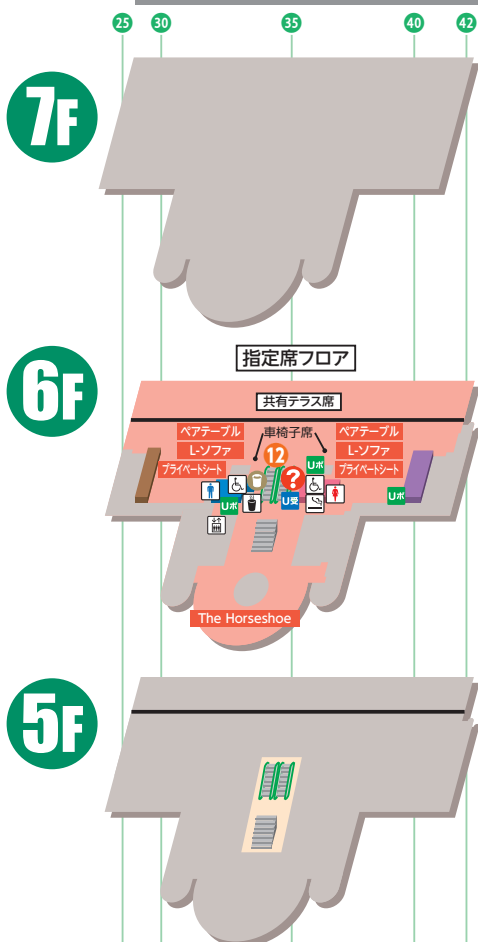 25 30 35 40 42
7F
指定席フロア
6F
共有テラス席
ペアテーブル 車椅子席 ペアテーブル
L-ソファ L-ソファ
プライベートシート プライベートシート
12
?
Uポ
U受
Uポ
Uポ
The Horseshoe
5F